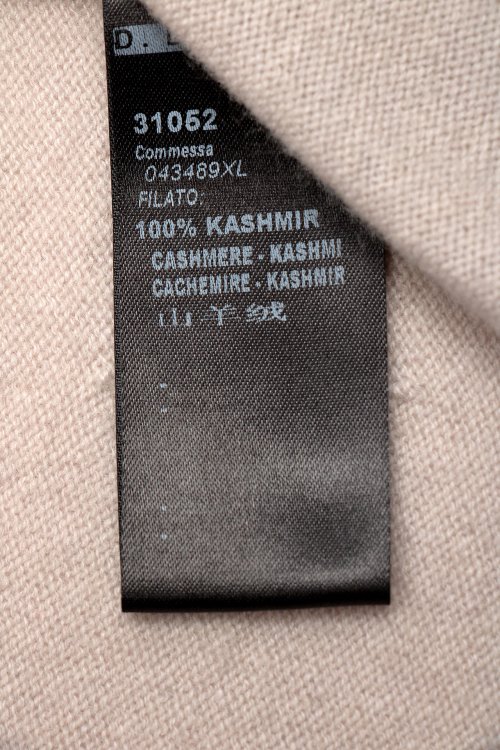 D. L
31052
Commessa
043489XL
FILATO:
100% KASHMIR
CASHMERE - KASHMI
CACHEMIRE - KASHMIR
山羊绒